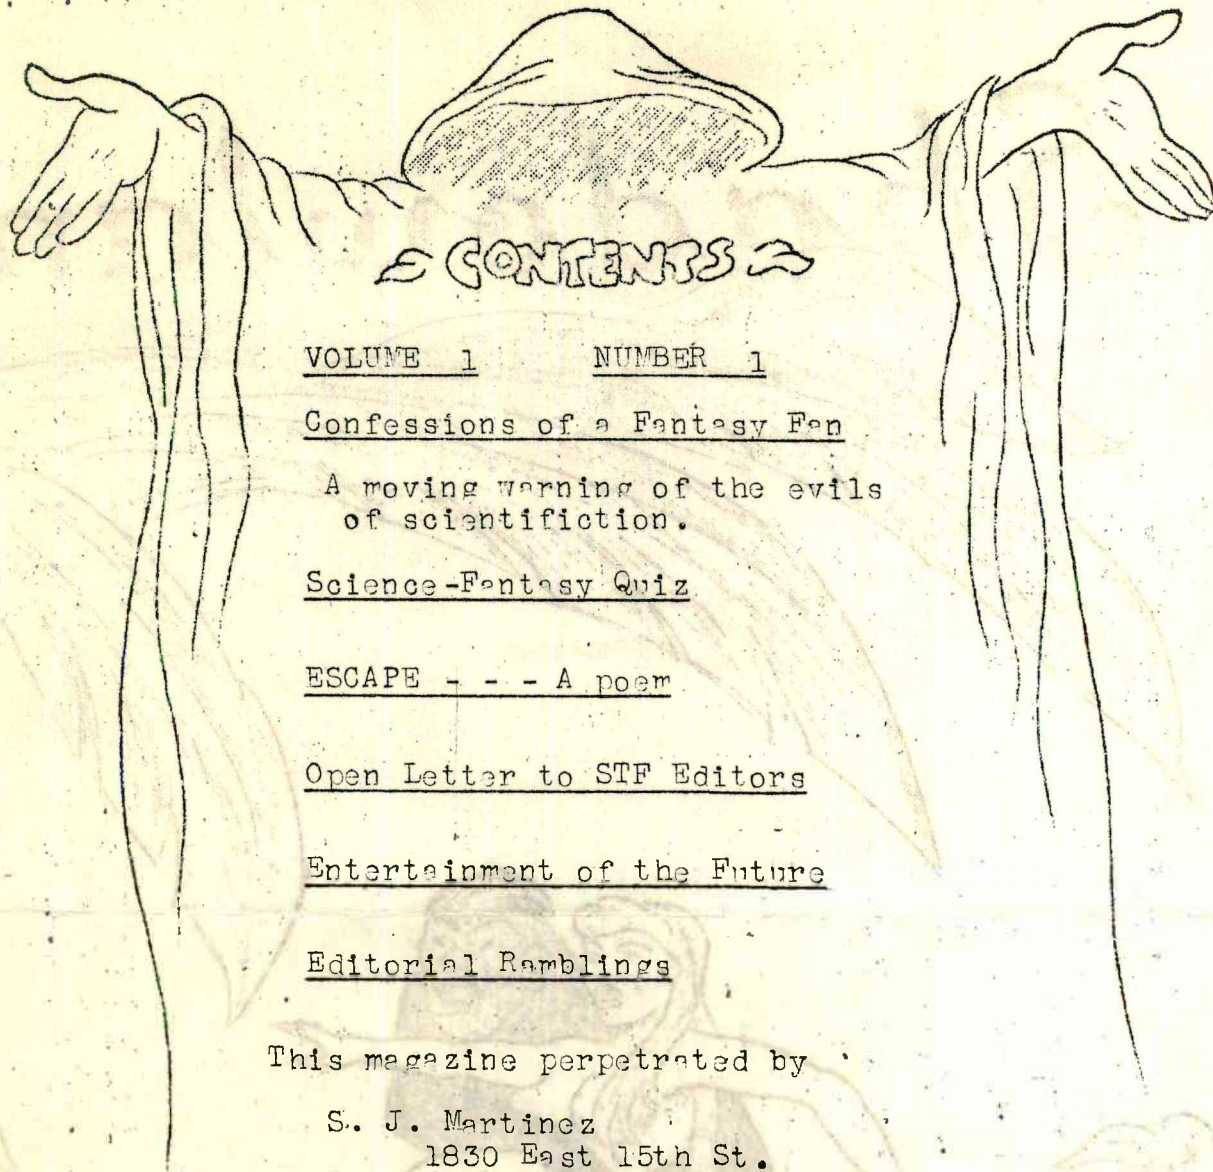 CONTENTS
VOLUME 1 NUMBER 1
Confessions of a Fantasy Fan
A moving warning of the evils
of scientifiction.
Science-Fantasy Quiz
ESCAPE - - - A poem
Open Letter to STF Editors
Entertainment of the Future
Editorial Ramblings
This magazine perpetrated by
S. J. Martinez
1830 East 15th St.